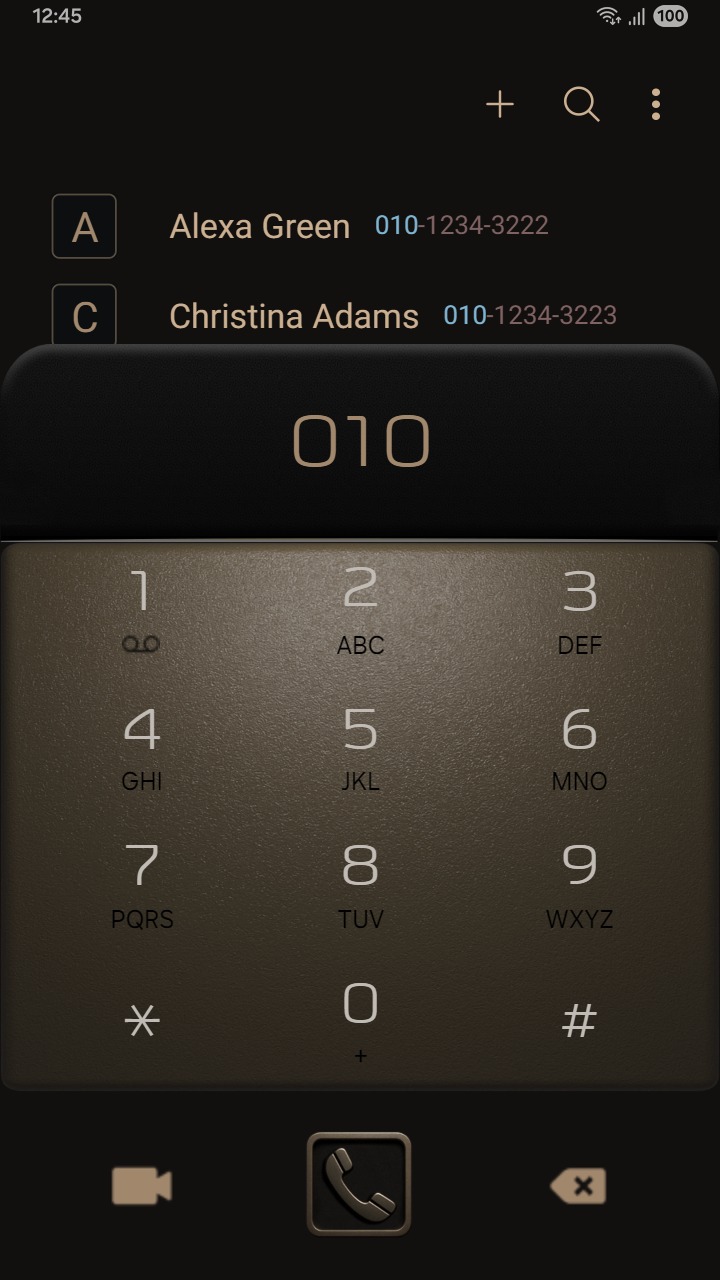 12:45 100
A Alexa Green 010-1234-3222
C Christina Adams 010-1234-3223
010
1 2 3
ABC DEF
4 5 6
GHI JKL MNO
7 8 9
PQRS TUV WXYZ
* 0 #
+